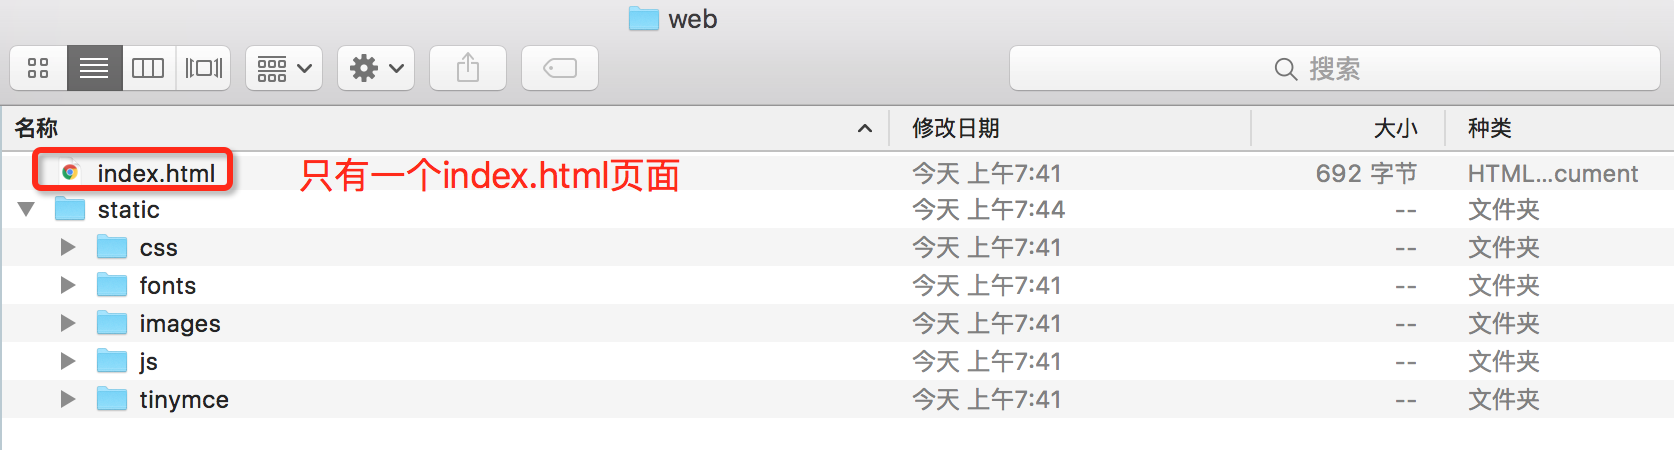 web
搜索
名称 修改日期 大小 种类
index.html 只有一个index.html页面 今天 上午7:41 692 字节 HTML...cument
static 今天 上午7:44 -- 文件夹
css 今天 上午7:41 -- 文件夹
fonts 今天 上午7:41 -- 文件夹
images 今天 上午7:41 -- 文件夹
js 今天 上午7:41 -- 文件夹
tinymce 今天 上午7:41 -- 文件夹